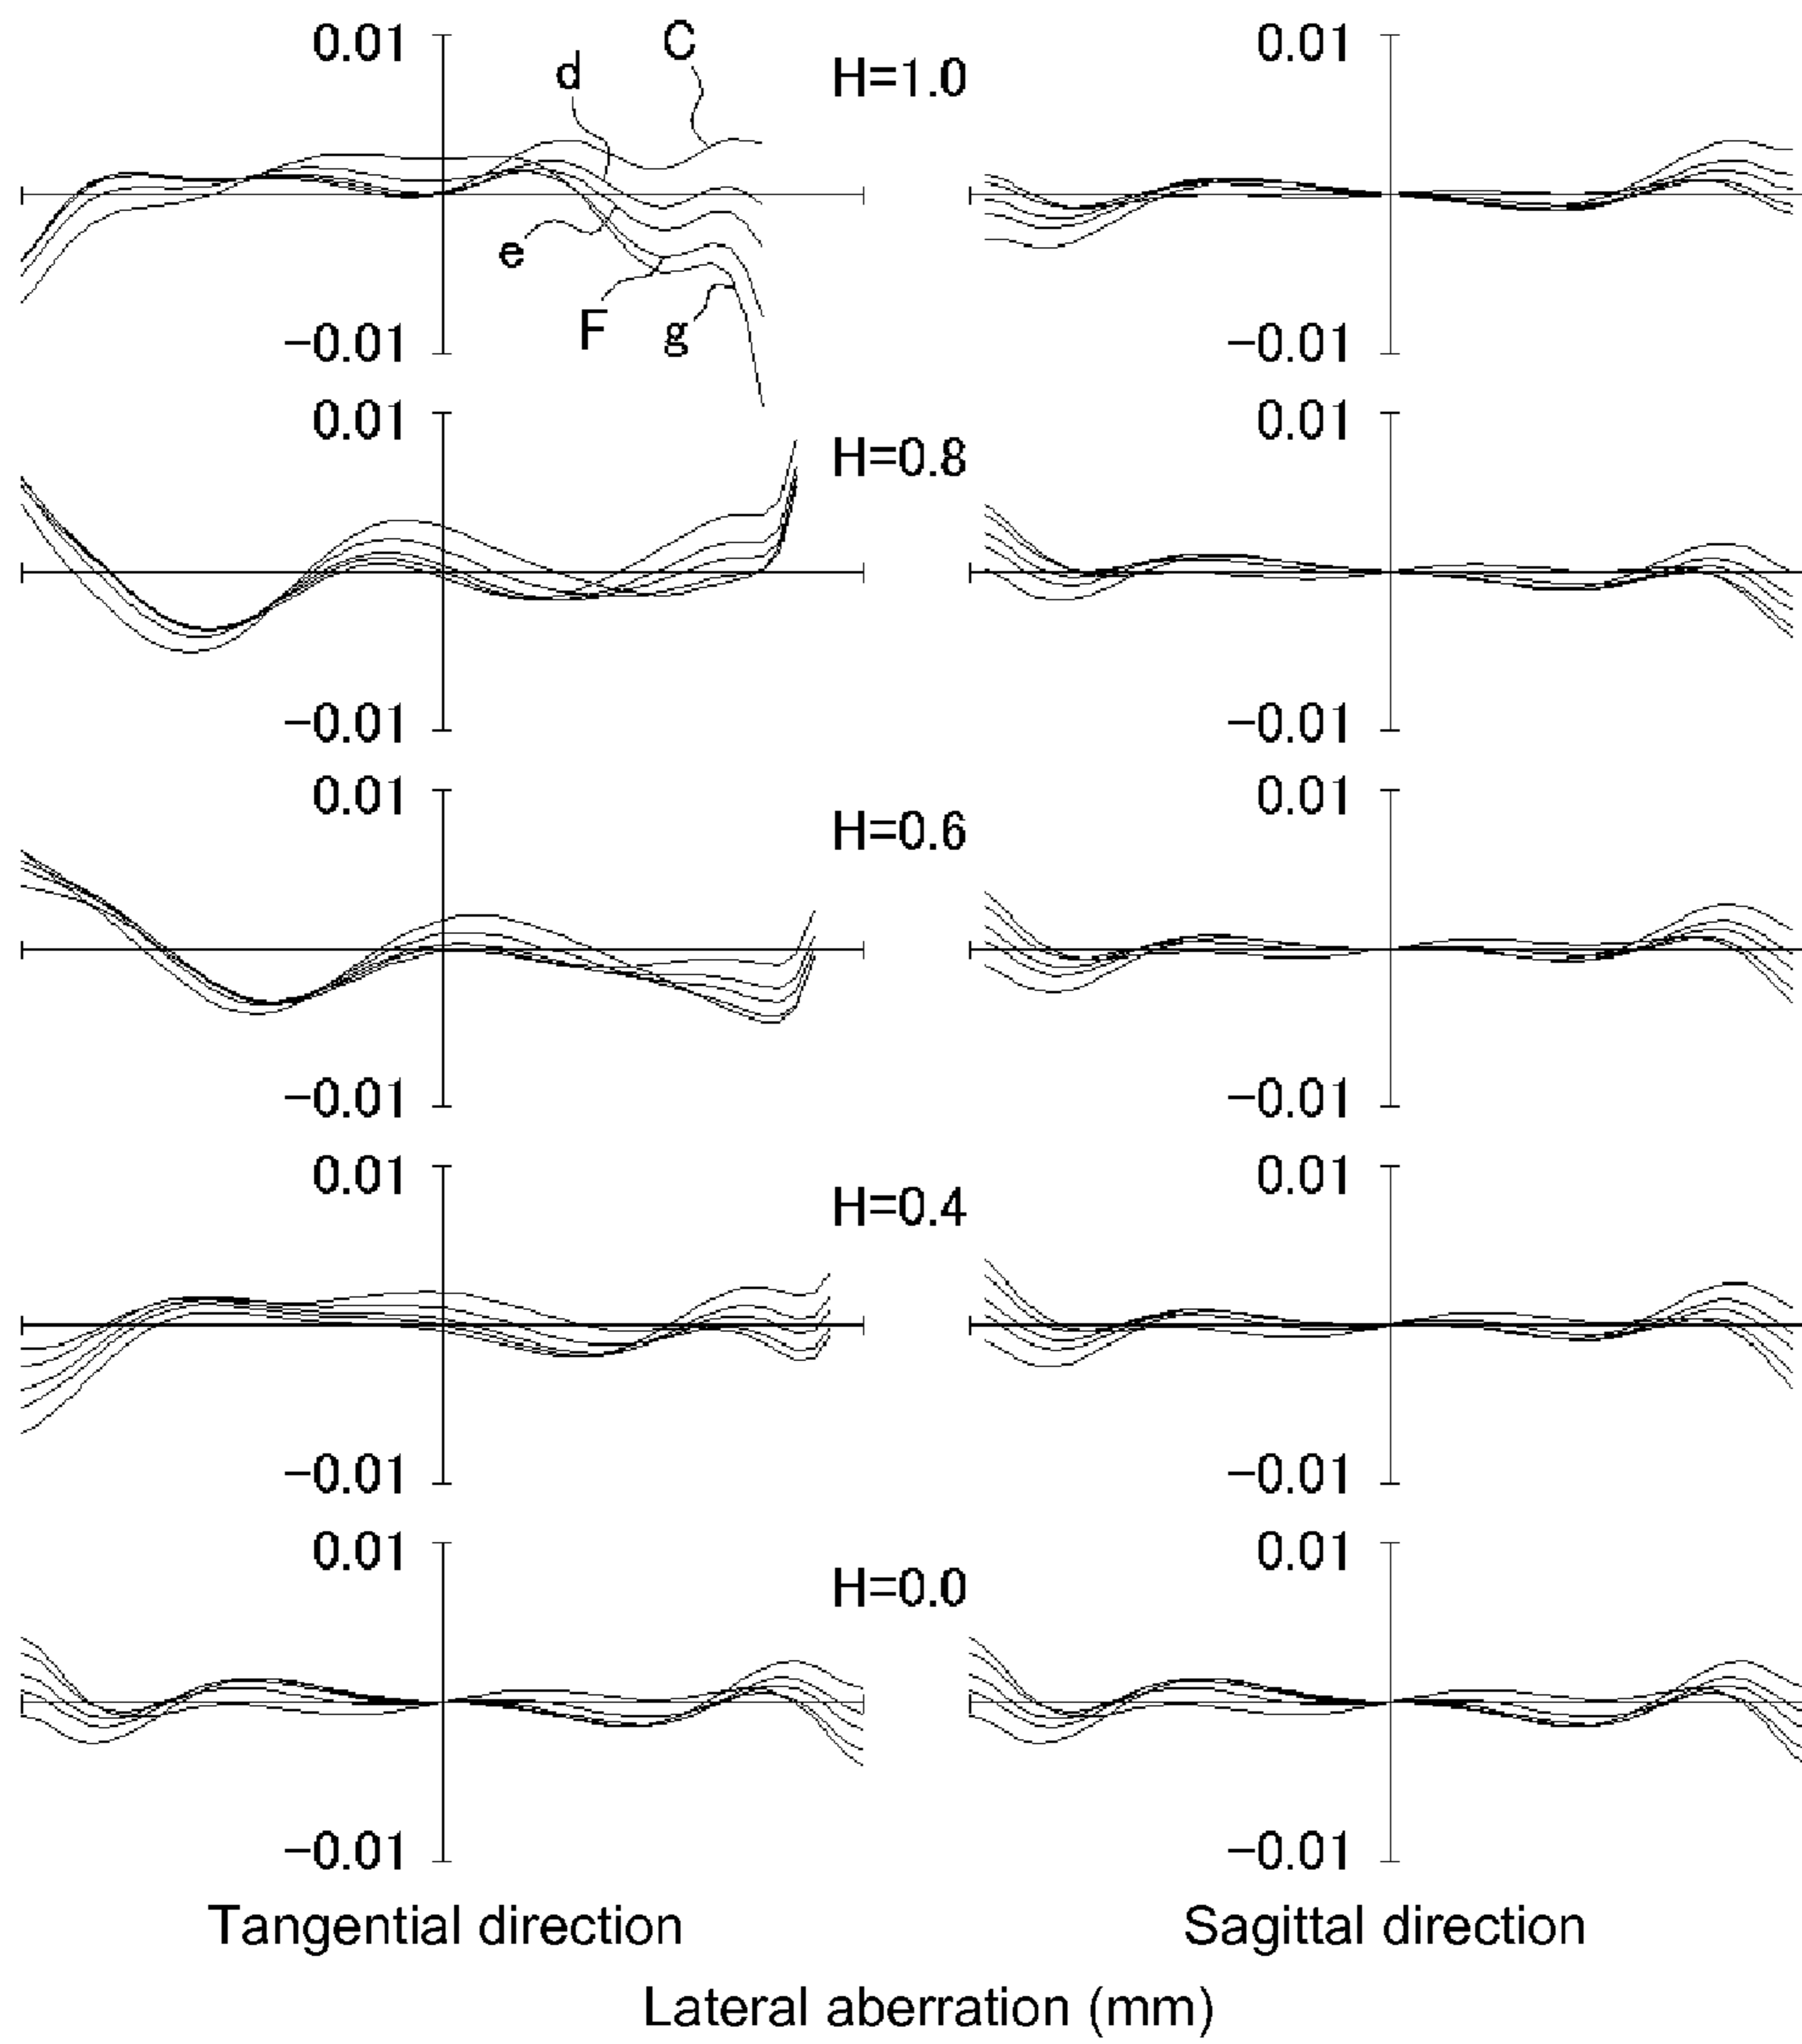 0.01 d C H=1.0 0.01
e F g
−0.01 −0.01
0.01 H=0.8 0.01
−0.01 −0.01
0.01 H=0.6 0.01
−0.01 −0.01
0.01 H=0.4 0.01
−0.01 −0.01
0.01 H=0.0 0.01
−0.01 −0.01
Tangential direction Sagittal direction
Lateral aberration (mm)